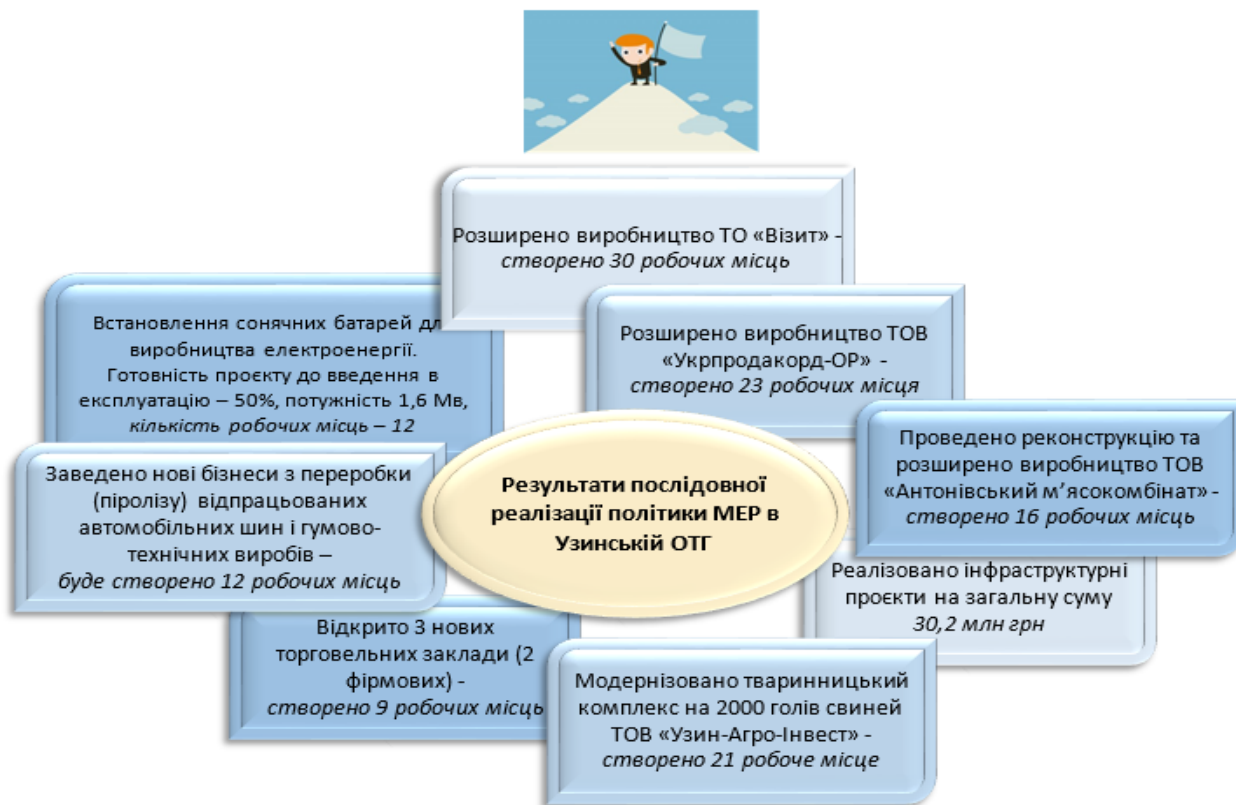 Розширено виробництво ТО «Візит» -
створено 30 робочих місць
Розширено виробництво ТОВ
«Укрпродакорд-ОР» -
створено 23 робочих місця
Встановлення сонячних батарей для
виробництва електроенергії.
Готовність проєкту до введення в
експлуатацію – 50%, потужність 1,6 Мв,
кількість робочих місць – 12
Проведено реконструкцію та
розширено виробництво ТОВ
«Антонівський м’ясокомбінат» -
створено 16 робочих місць
Заведено нові бізнеси з переробки
(піролізу) відпрацьованих
автомобільних шин і гумово-
технічних виробів –
буде створено 12 робочих місць
Результати послідовної
реалізації політики МЕР в
Узинській ОТГ
Реалізовано інфраструктурні
проєкти на загальну суму
30,2 млн грн
Відкрито 3 нових
торговельних заклади (2
фірмових) -
створено 9 робочих місць
Модернізовано тваринницький
комплекс на 2000 голів свиней
ТОВ «Узин-Агро-Інвест» -
створено 21 робоче місце